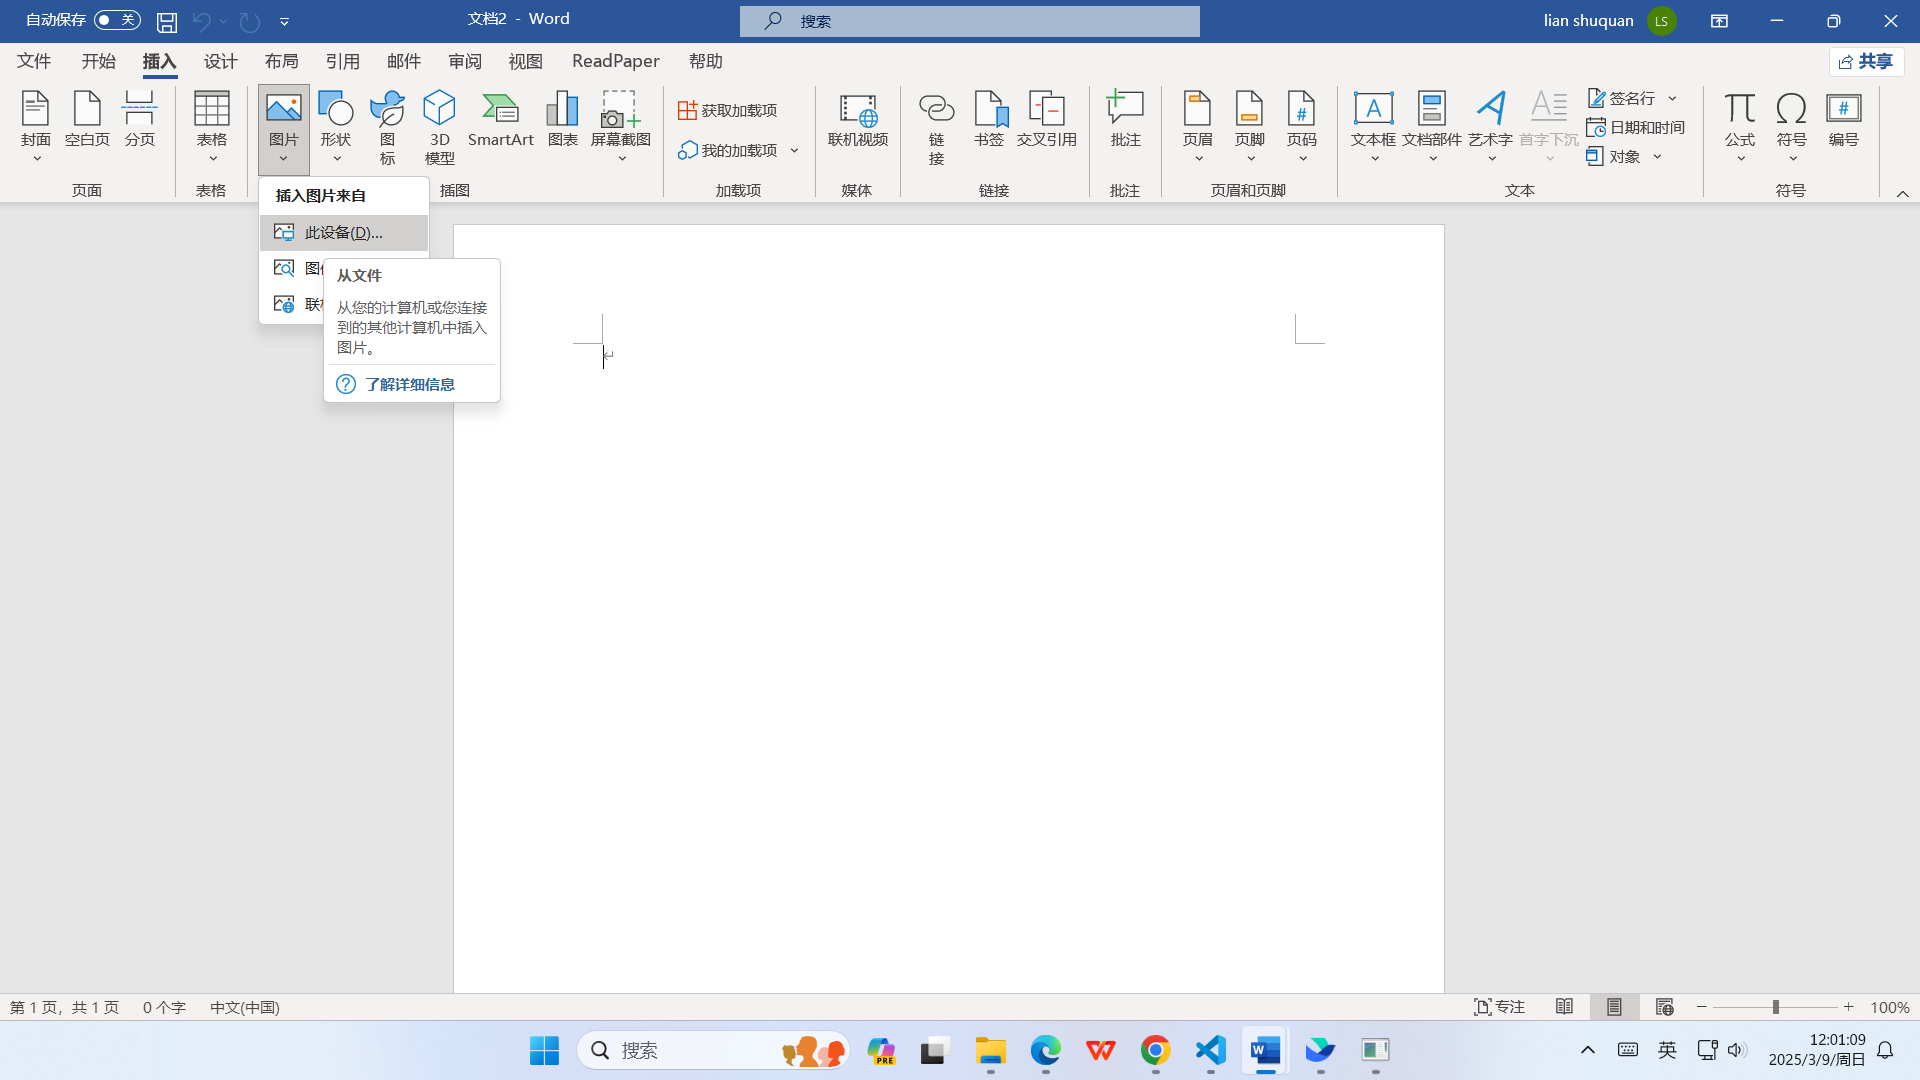 自动保存 关 文档2 - Word 搜索 lian shuquan LS
文件 开始 插入 设计 布局 引用 邮件 审阅 视图 ReadPaper 帮助 共享
封面 空白页 分页 表格 图片 形状 图标 3D模型 SmartArt 图表 屏幕截图 获取加载项 我的加载项 联机视频 链接 书签 交叉引用 批注 页眉 页脚 页码 文本框 文档部件 艺术字 首字下沉 签名行 日期和时间 对象 公式 符号 编号
页面 表格 插图 加载项 媒体 链接 批注 页眉和页脚 文本 符号
插入图片来自
此设备(D)...
从文件
从您的计算机或您连接
到的其他计算机中插入
图片。
了解详细信息
第 1 页，共 1 页 0 个字 中文(中国) 专注 100%
搜索 PRE 英 12:01:09
2025/3/9/周日